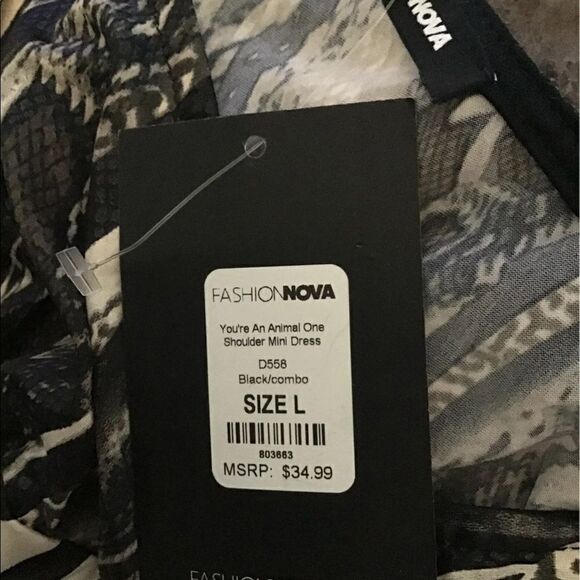 NOVA
FASHIONNOVA
You're An Animal One
Shoulder Mini Dress
D558
Black/combo
SIZE L
803663
MSRP: $34.99